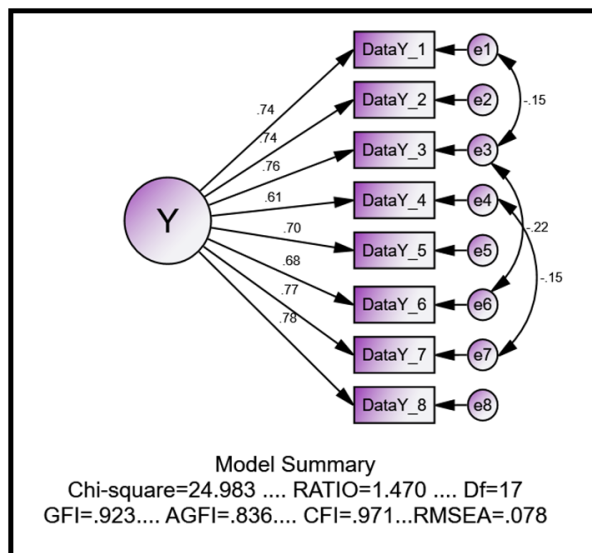 DataY_1
e1
.74
-.15
DataY_2
e2
.74
DataY_3
e3
.76
DataY_4
e4
.61
Y
-.22
.70
DataY_5
e5
.68
-.15
DataY_6
e6
.77
.78
DataY_7
e7
DataY_8
e8
Model Summary
Chi-square=24.983 .... RATIO=1.470 .... Df=17
GFI=.923.... AGFI=.836.... CFI=.971...RMSEA=.078